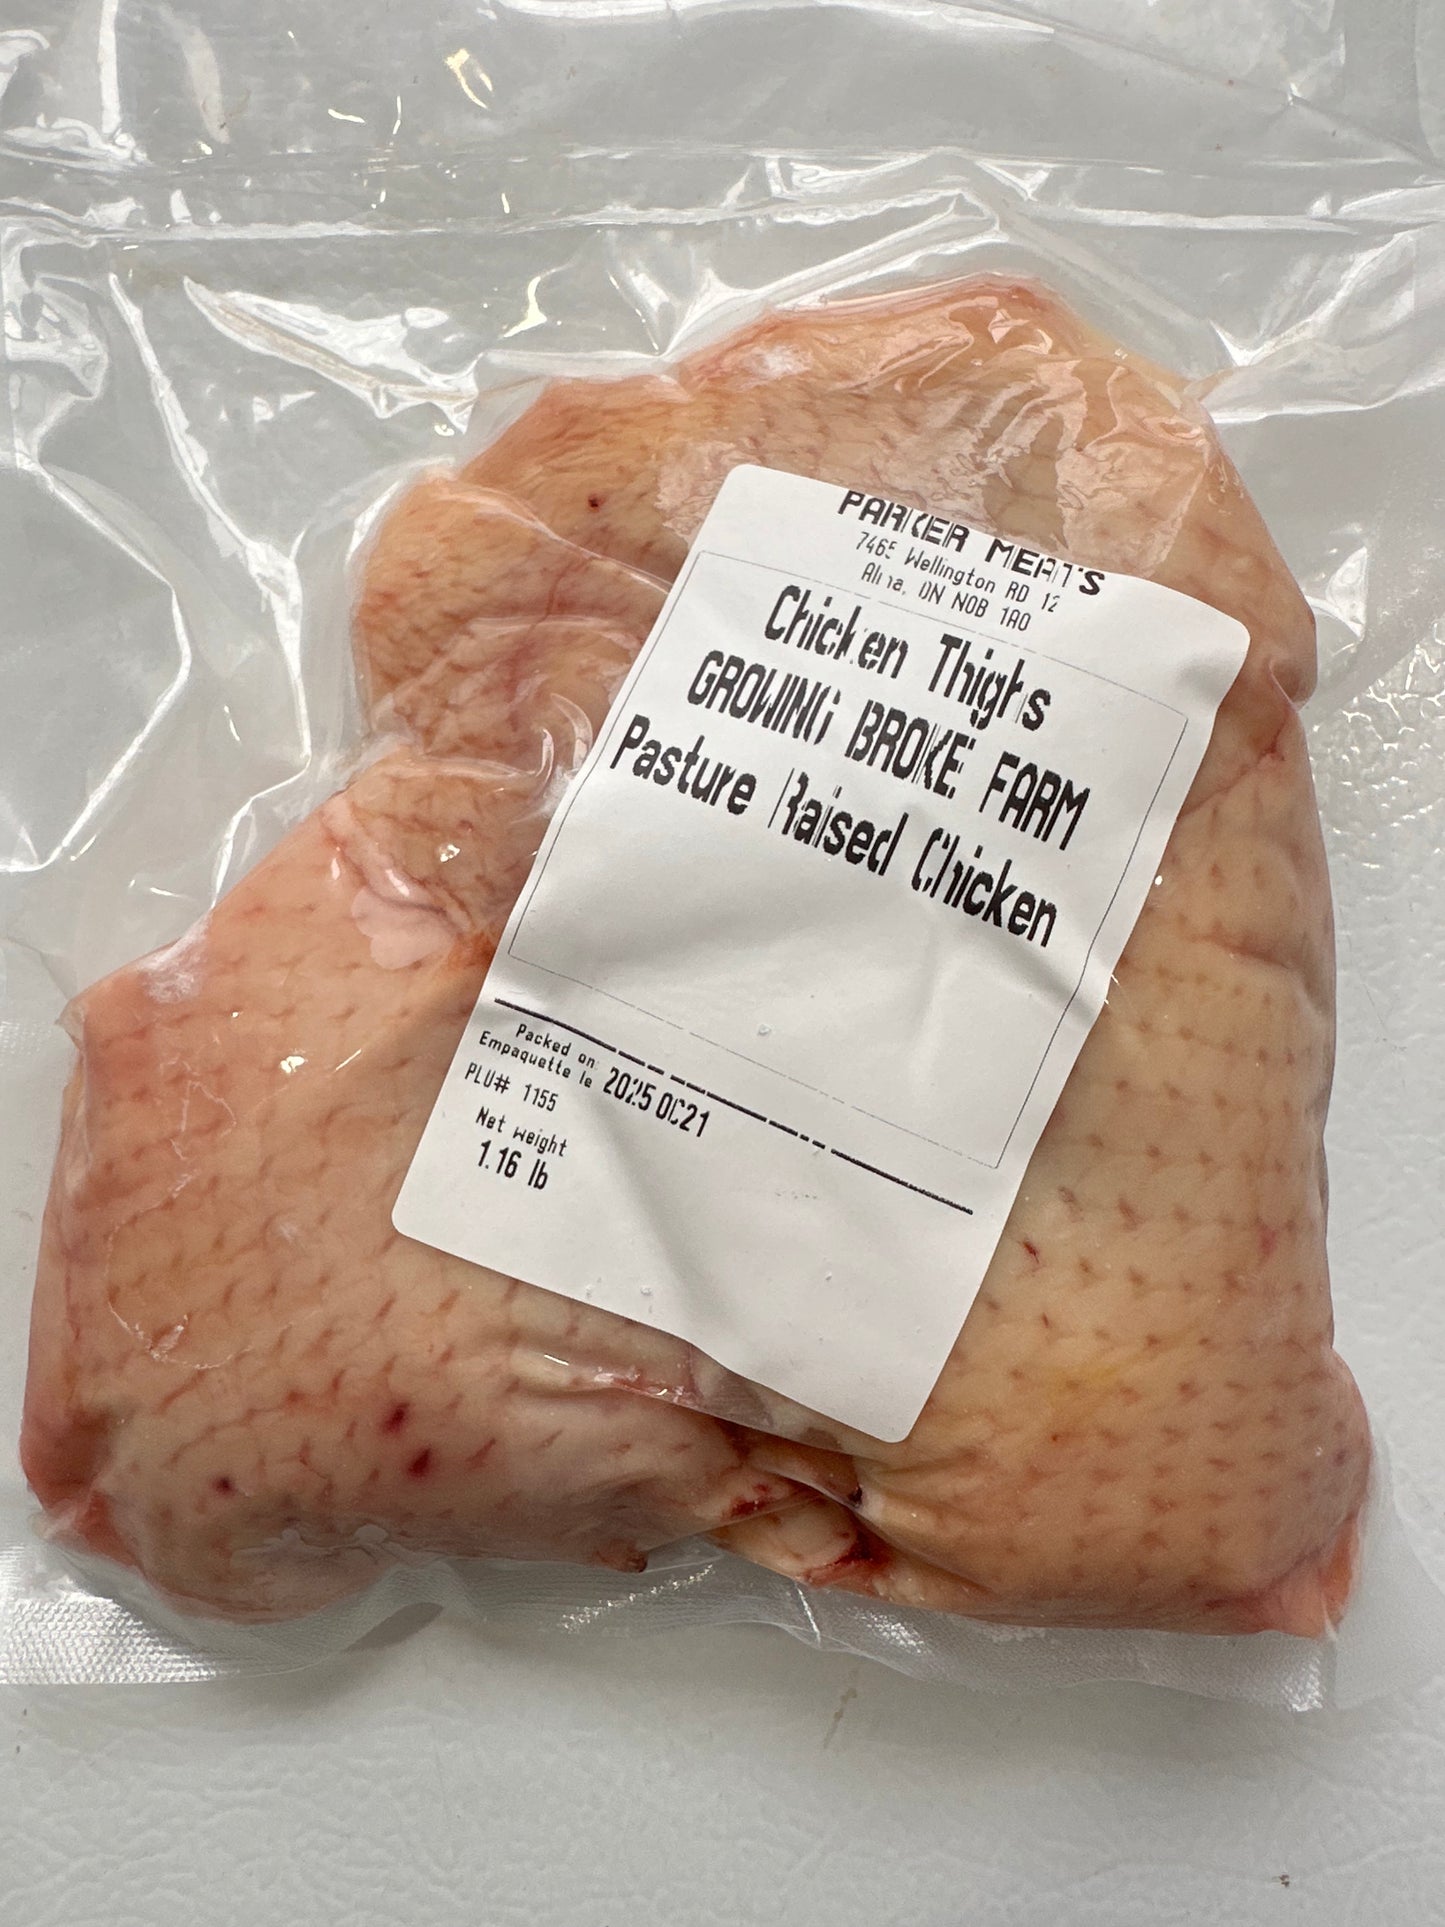 PARKER MEATS
7465 Wellington RD 12
Alma, ON N0B 1A0
Chicken Thighs
GROWING BROKE FARM
Pasture Raised Chicken
Packed on:
Empaquette le 2025 OC21
PLU# 1155
Net weight
1.16 lb